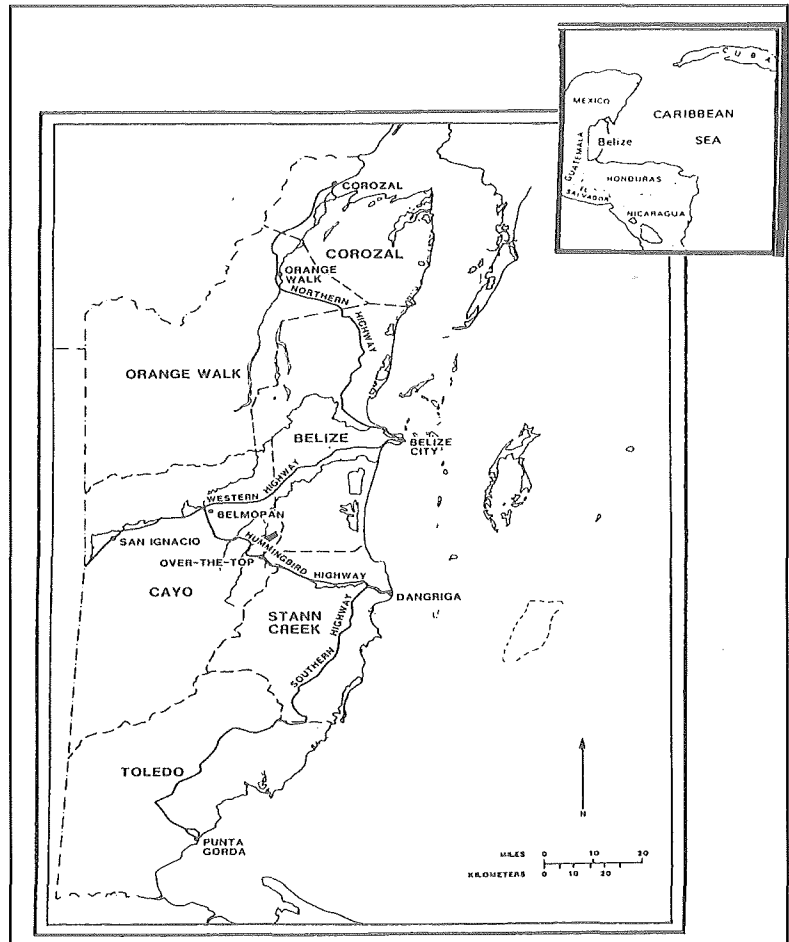 CUBA
MEXICO
CARIBBEAN
SEA
Belize
GUATEMALA
HONDURAS
EL
SALVADOR
NICARAGUA
COROZAL
COROZAL
ORANGE
WALK
NORTHERN
HIGHWAY
ORANGE WALK
BELIZE
BELIZE
CITY
WESTERN HIGHWAY
BELMOPAN
SAN IGNACIO
HUMMINGBIRD HIGHWAY
OVER-THE-TOP
CAYO
DANGRIGA
STANN
CREEK
SOUTHERN HIGHWAY
TOLEDO
PUNTA
GORDA
N
MILES 0 10 20
KILOMETERS 0 10 20